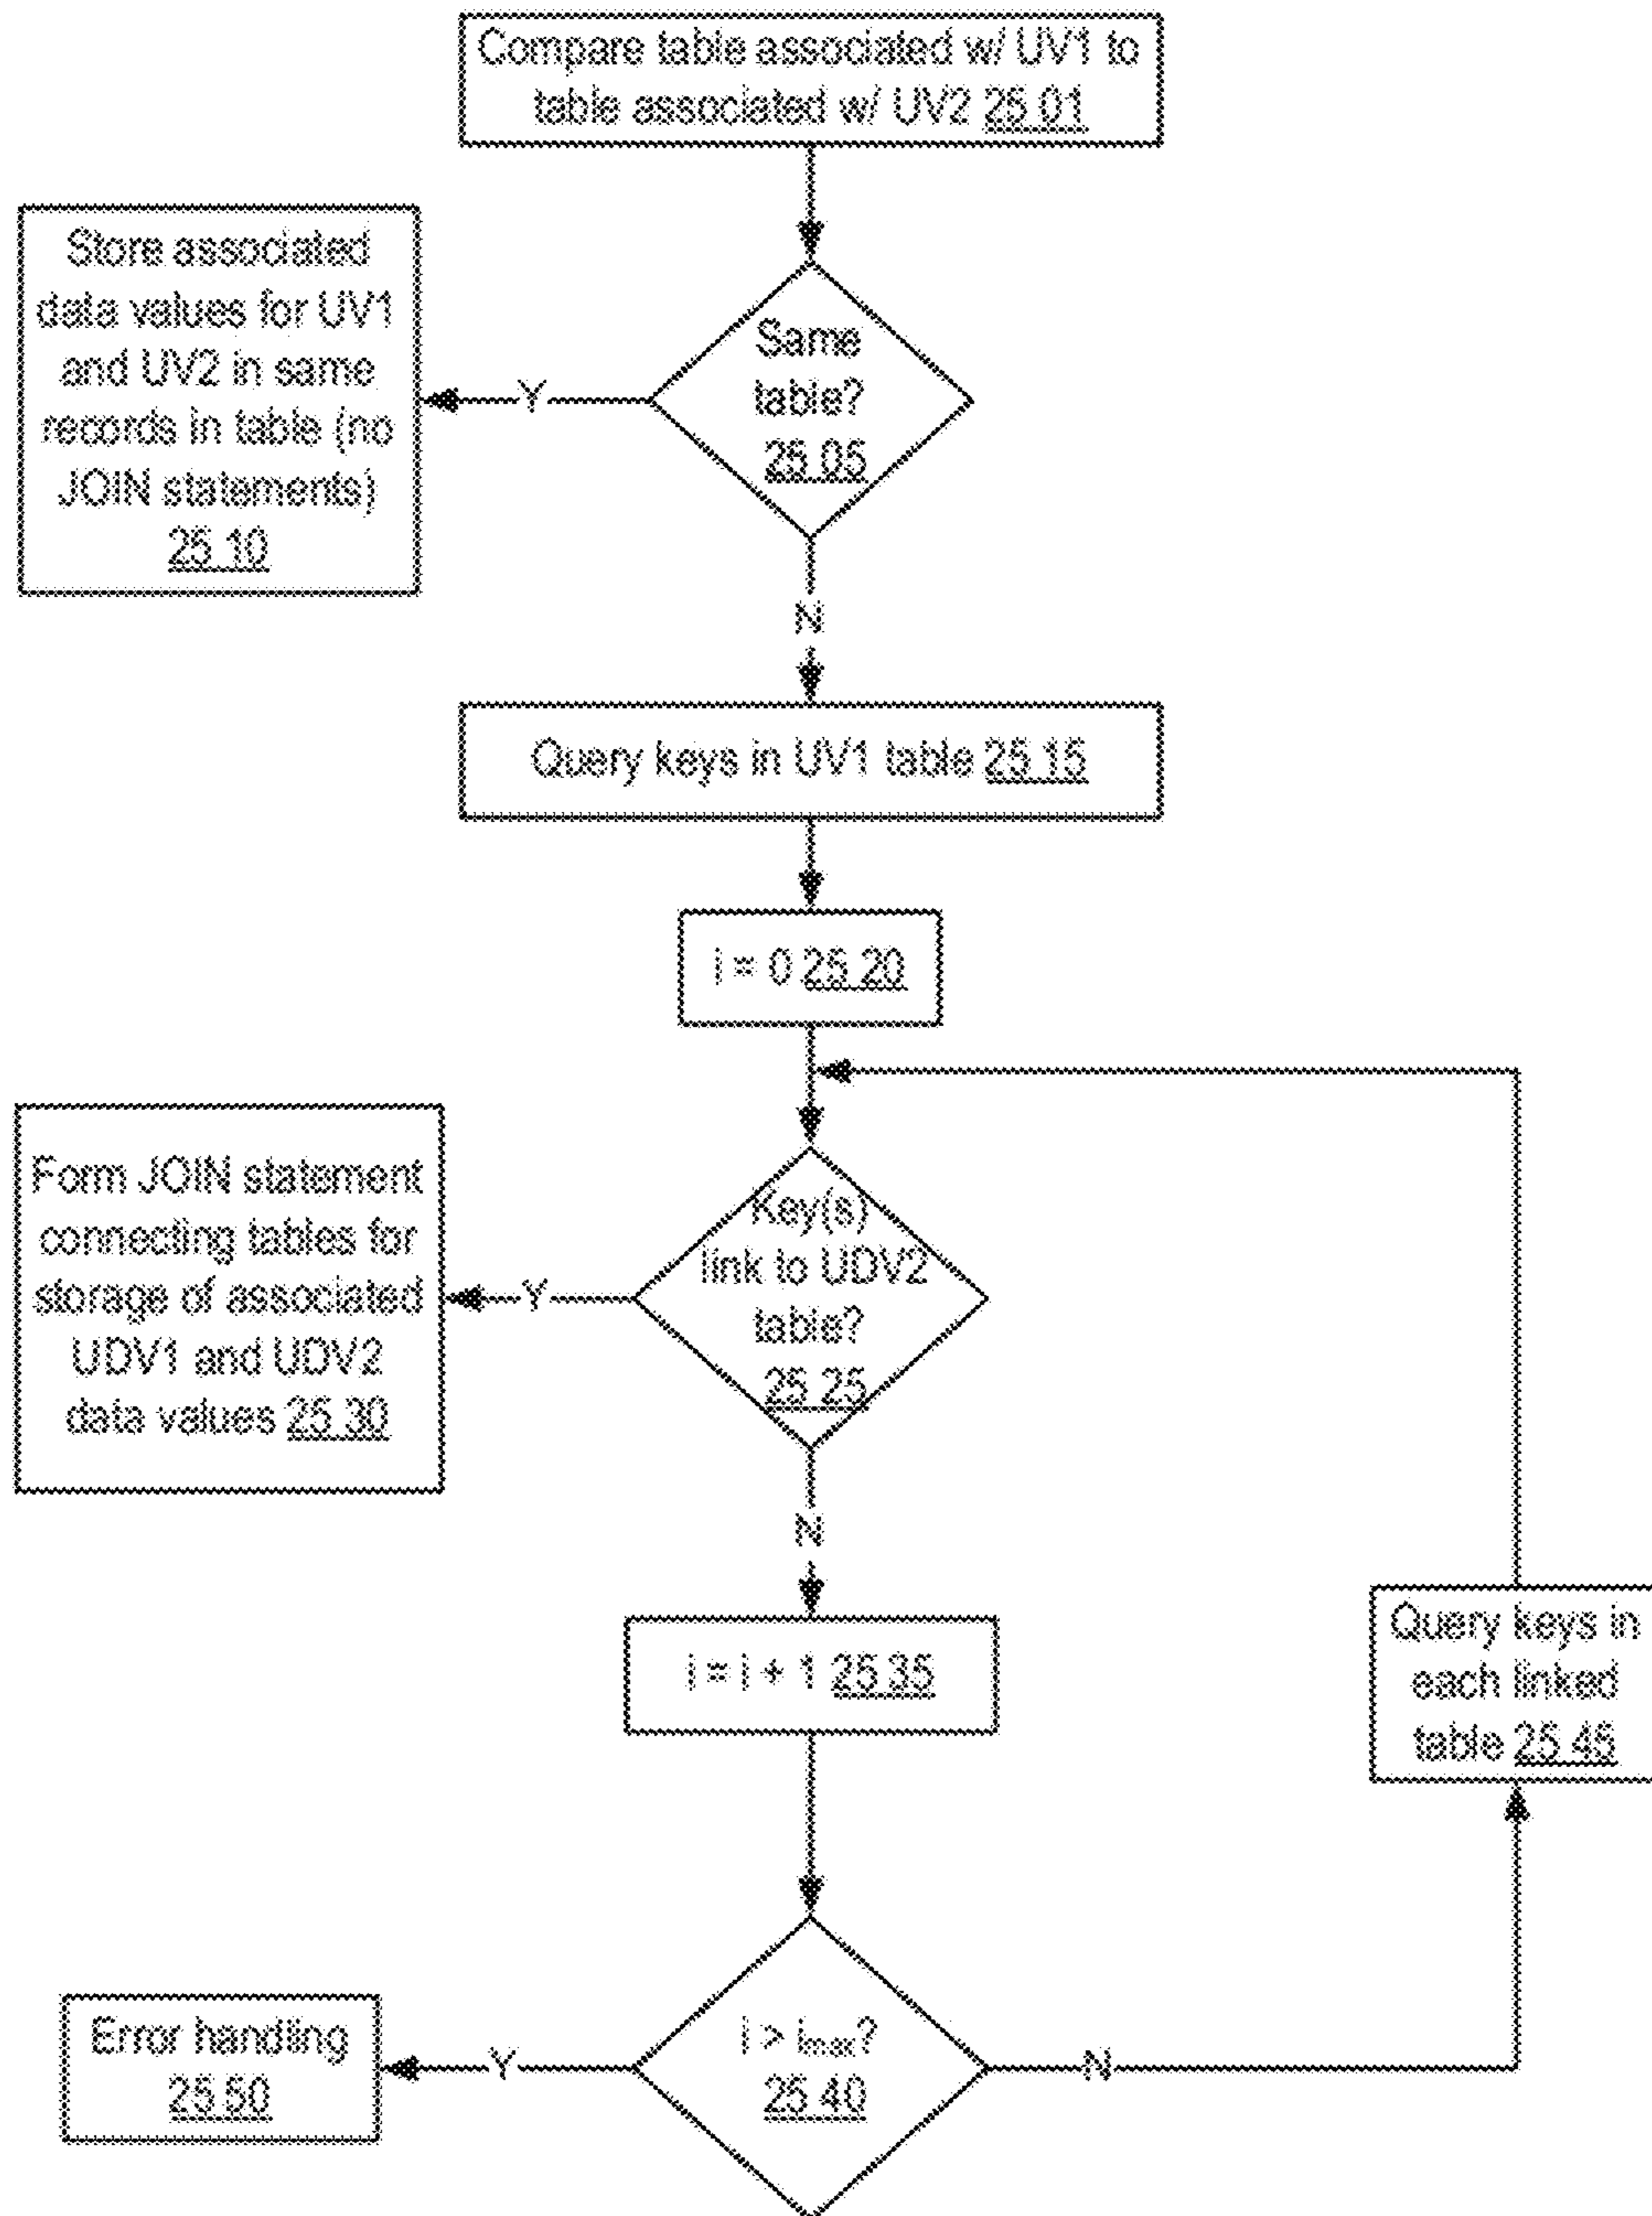 Compare table associated w/ UV1 to
table associated w/ UV2 25.01
Store associated
data values for UV1
and UV2 in same
records in table (no
JOIN statements)
25.10
Same
table?
25.05
Y
N
Query keys in UV1 table 25.15
i = 0 25.20
Key(s)
link to UDV2
table?
25.25
Y
Form JOIN statement
connecting tables for
storage of associated
UDV1 and UDV2
data values 25.30
N
i = i + 1 25.35
Query keys in
each linked
table 25.45
i > imax?
25.40
Y
N
Error handling
25.50